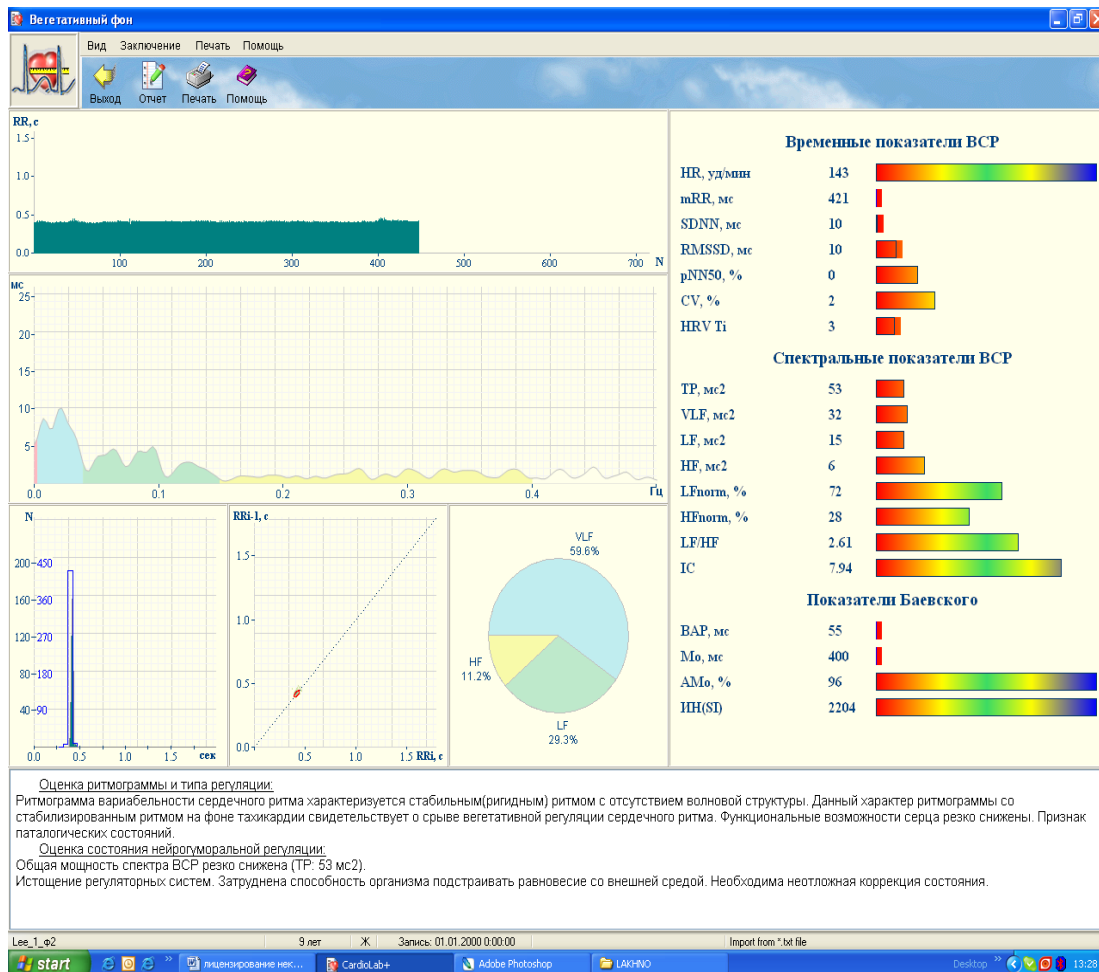 Вегетативный фон
Вид Заключение Печать Помощь
Выход Отчет Печать Помощь
RR, с
1.5
1.0
0.5
0.0
100 200 300 400 500 600 700 N
мс
25
20
15
10
5
0.0 0.1 0.2 0.3 0.4 Гц
N
200 450
160 360
120 270
80 180
40 90
0.0 0.5 1.0 1.5 сек
RRi-1, с
1.5
1.0
0.5
0.0
0.5 1.0 1.5 RRi, с
VLF
59.6%
HF
11.2%
LF
29.3%
Временные показатели ВСР
HR, уд/мин 143
mRR, мс 421
SDNN, мс 10
RMSSD, мс 10
pNN50, % 0
CV, % 2
HRV Ti 3
Спектральные показатели ВСР
TP, мс2 53
VLF, мс2 32
LF, мс2 15
HF, мс2 6
LFnorm, % 72
HFnorm, % 28
LF/HF 2.61
IC 7.94
Показатели Баевского
ВАР, мс 55
Мо, мс 400
АМо, % 96
ИН(SI) 2204
Оценка ритмограммы и типа регуляции:
Ритмограмма вариабельности сердечного ритма характеризуется стабильным(ригидным) ритмом с отсутствием волновой структуры. Данный характер ритмограммы со
стабилизированным ритмом на фоне тахикардии свидетельствует о срыве вегетативной регуляции сердечного ритма. Функциональные возможности серца резко снижены. Признак
паталогических состояний.
Оценка состояния нейрогуморальной регуляции:
Общая мощность спектра ВСР резко снижена (TP: 53 мс2).
Истощение регуляторных систем. Затруднена способность организма подстраивать равновесие со внешней средой. Необходима неотложная коррекция состояния.
Lee_1_ф2 9 лет Ж Запись: 01.01.2000 0:00:00 Import from *.txt file
start лицензирование нек... CardioLab+ Adobe Photoshop LAKHNO Desktop 13:28